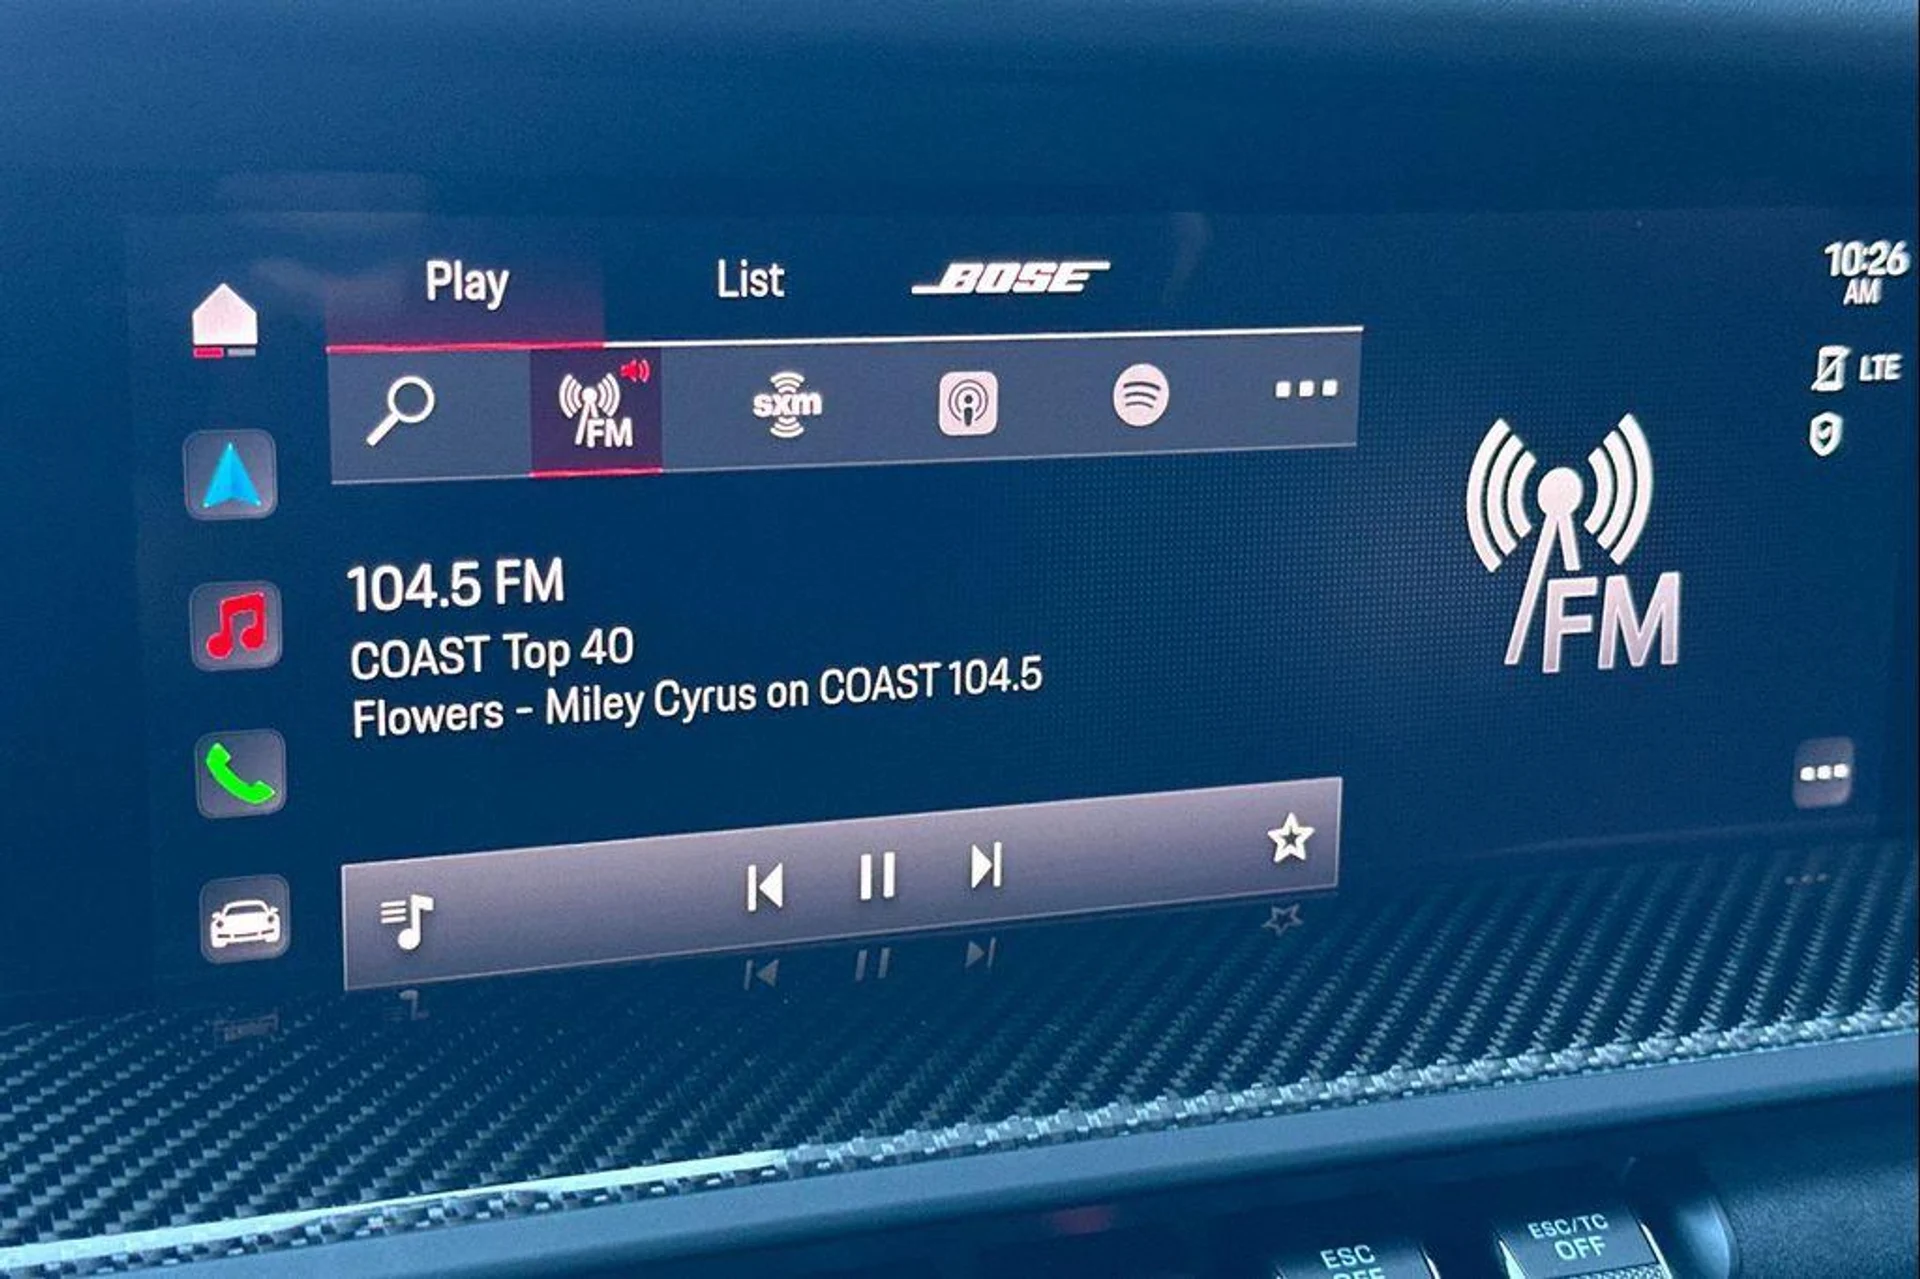 Play
List
BOSE
10:26
AM
FM
sxm
LTE
FM
104.5 FM
COAST Top 40
Flowers - Miley Cyrus on COAST 104.5
ESC
OFF
ESC/TC
OFF